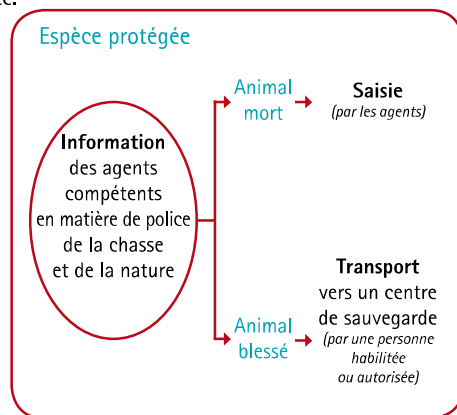 Espèce protégée
Information
des agents
compétents
en matière de police
de la chasse
et de la nature
Animal
mort
Saisie
(par les agents)
Animal
blessé
Transport
vers un centre
de sauvegarde
(par une personne
habilitée
ou autorisée)